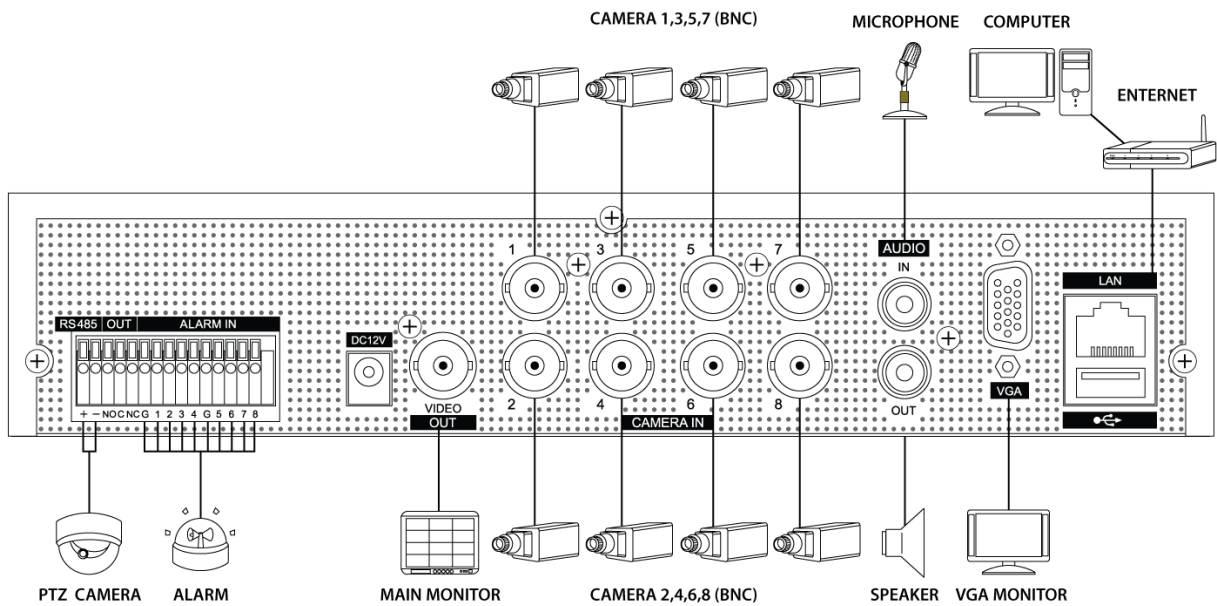 CAMERA 1,3,5,7 (BNC)
MICROPHONE
COMPUTER
ENTERNET
1
3
5
7
AUDIO
IN
LAN
RS485
OUT
ALARM IN
DC12V
+ − NO C NC G 1 2 3 4 G 5 6 7 8
VIDEO
OUT
2
4
6
8
CAMERA IN
OUT
VGA
PTZ CAMERA
ALARM
MAIN MONITOR
CAMERA 2,4,6,8 (BNC)
SPEAKER
VGA MONITOR